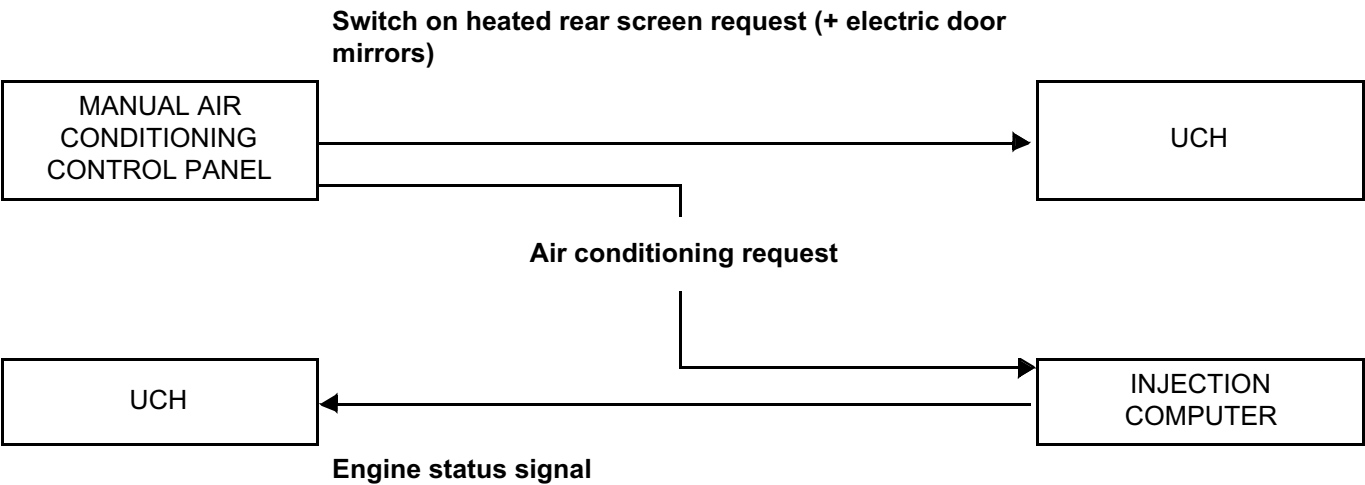 Switch on heated rear screen request (+ electric door
mirrors)
MANUAL AIR
CONDITIONING
CONTROL PANEL
UCH
Air conditioning request
UCH
INJECTION
COMPUTER
Engine status signal